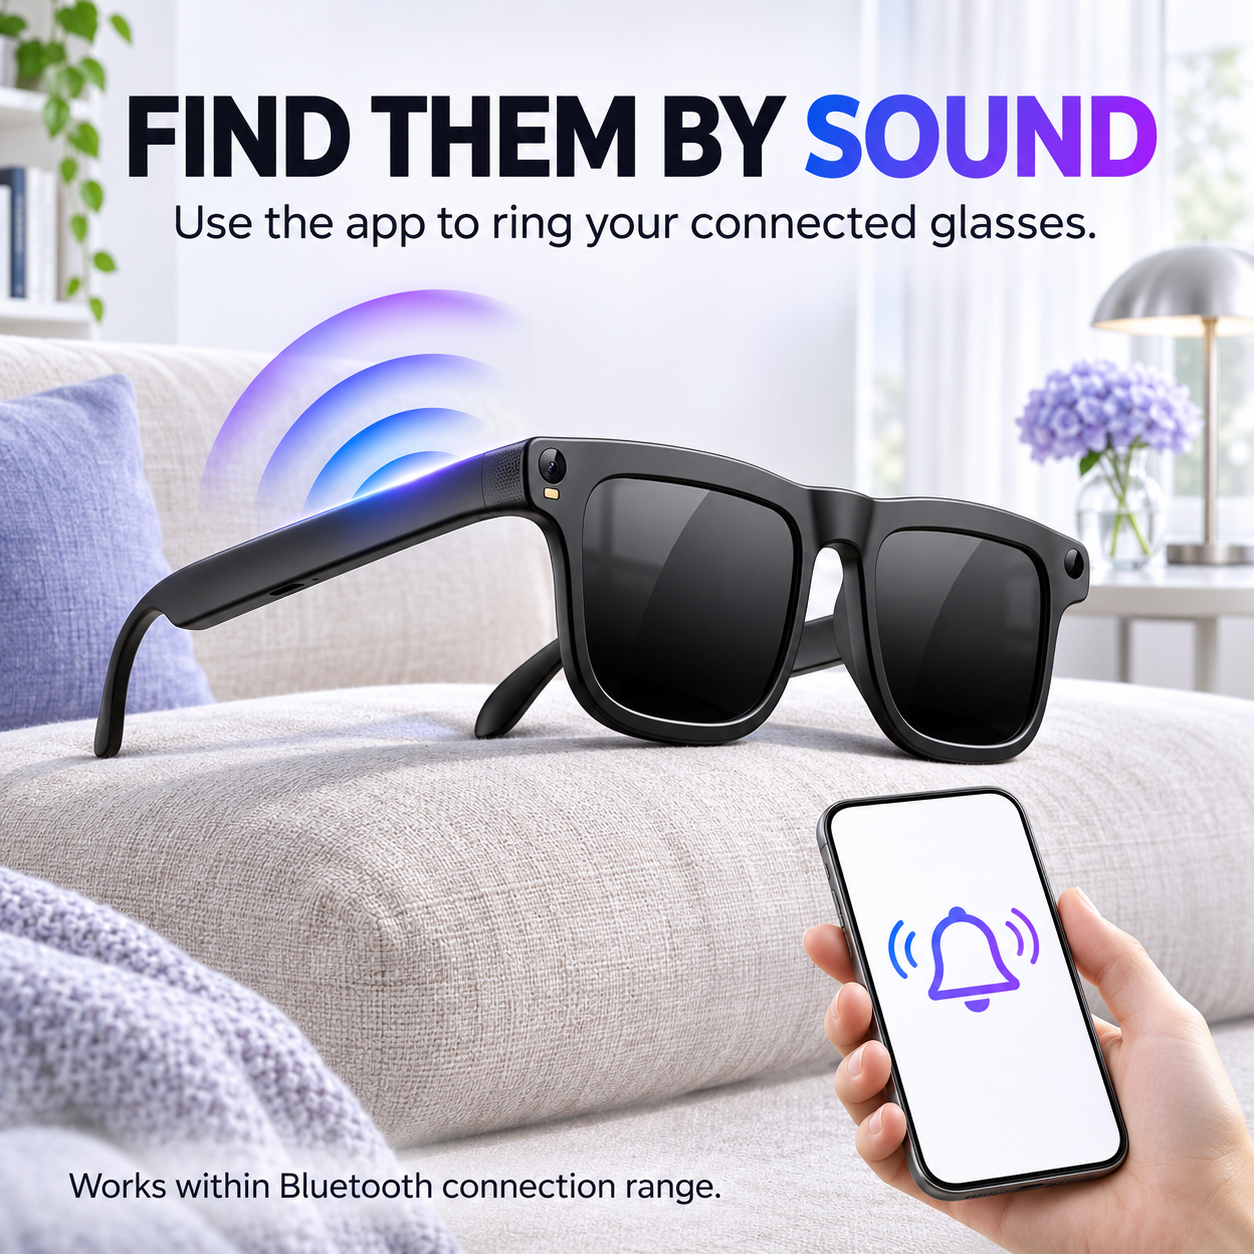 FIND THEM BY SOUND
Use the app to ring your connected glasses.
Works within Bluetooth connection range.